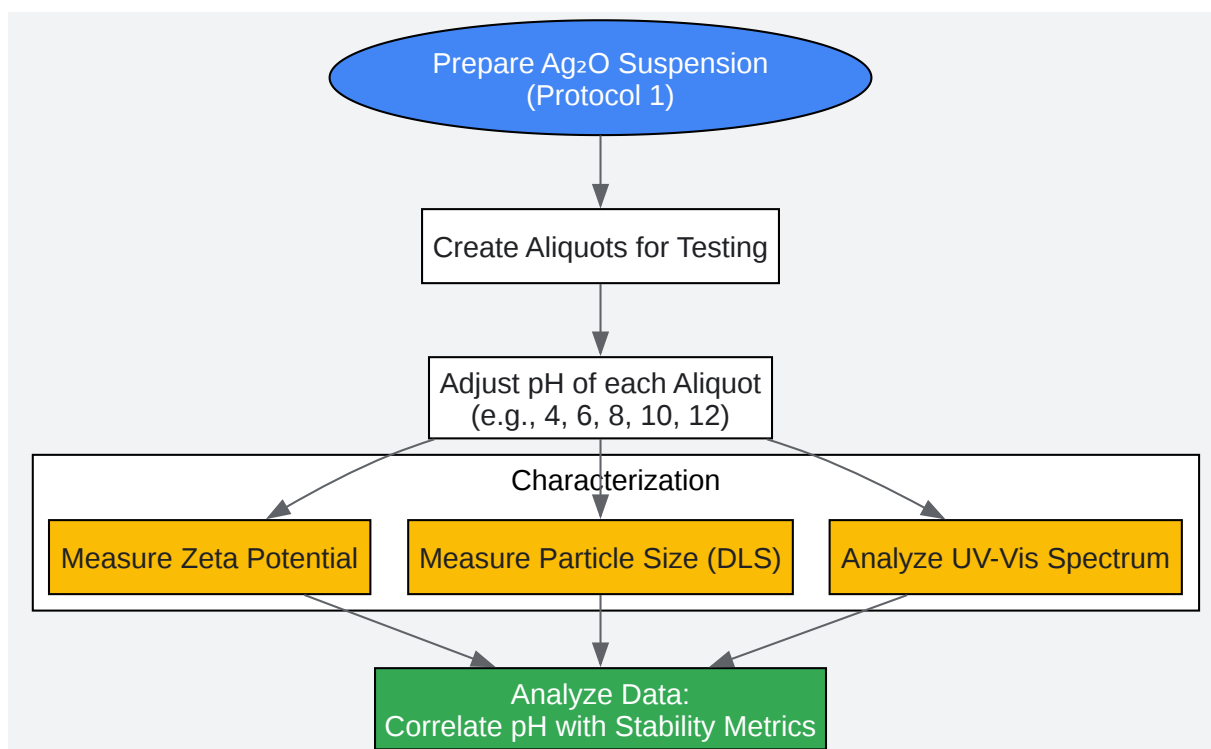 Prepare Ag₂O Suspension
(Protocol 1)
Create Aliquots for Testing
Adjust pH of each Aliquot
(e.g., 4, 6, 8, 10, 12)
Characterization
Measure Zeta Potential
Measure Particle Size (DLS)
Analyze UV-Vis Spectrum
Analyze Data:
Correlate pH with Stability Metrics